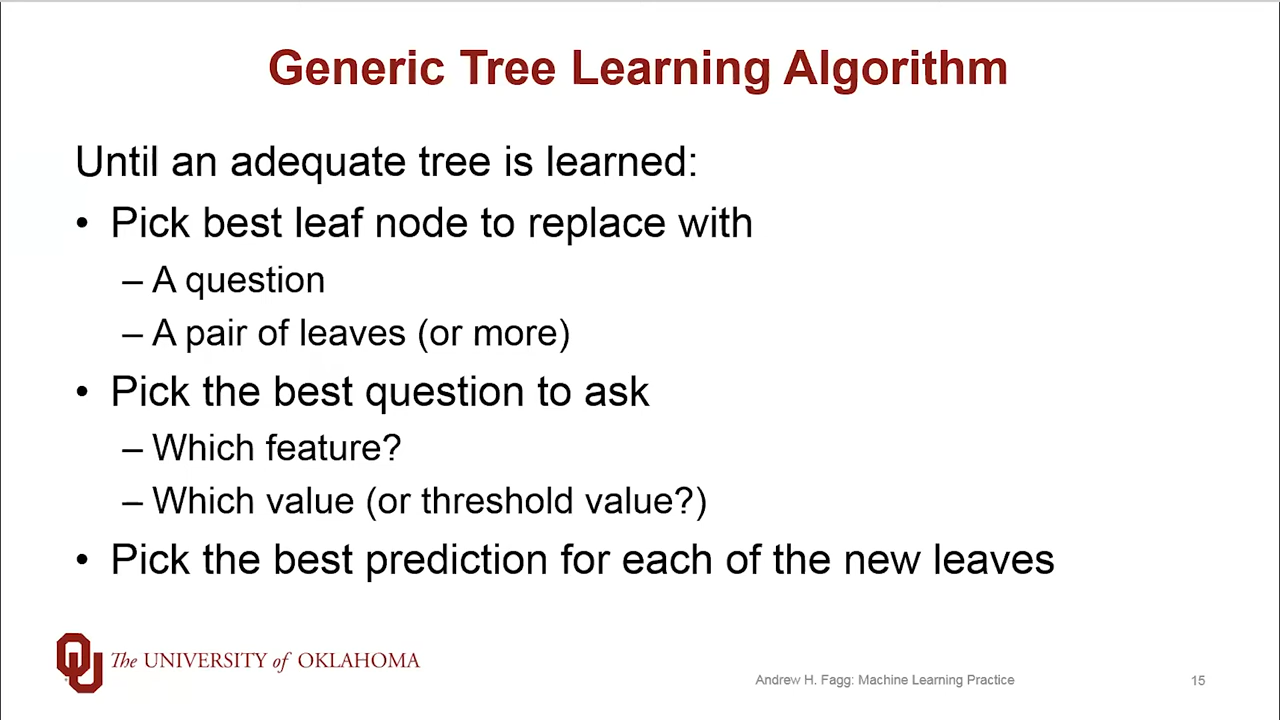 Generic Tree Learning Algorithm
Until an adequate tree is learned:
• Pick best leaf node to replace with
– A question
– A pair of leaves (or more)
• Pick the best question to ask
– Which feature?
– Which value (or threshold value?)
• Pick the best prediction for each of the new leaves
The UNIVERSITY of OKLAHOMA
Andrew H. Fagg: Machine Learning Practice
15